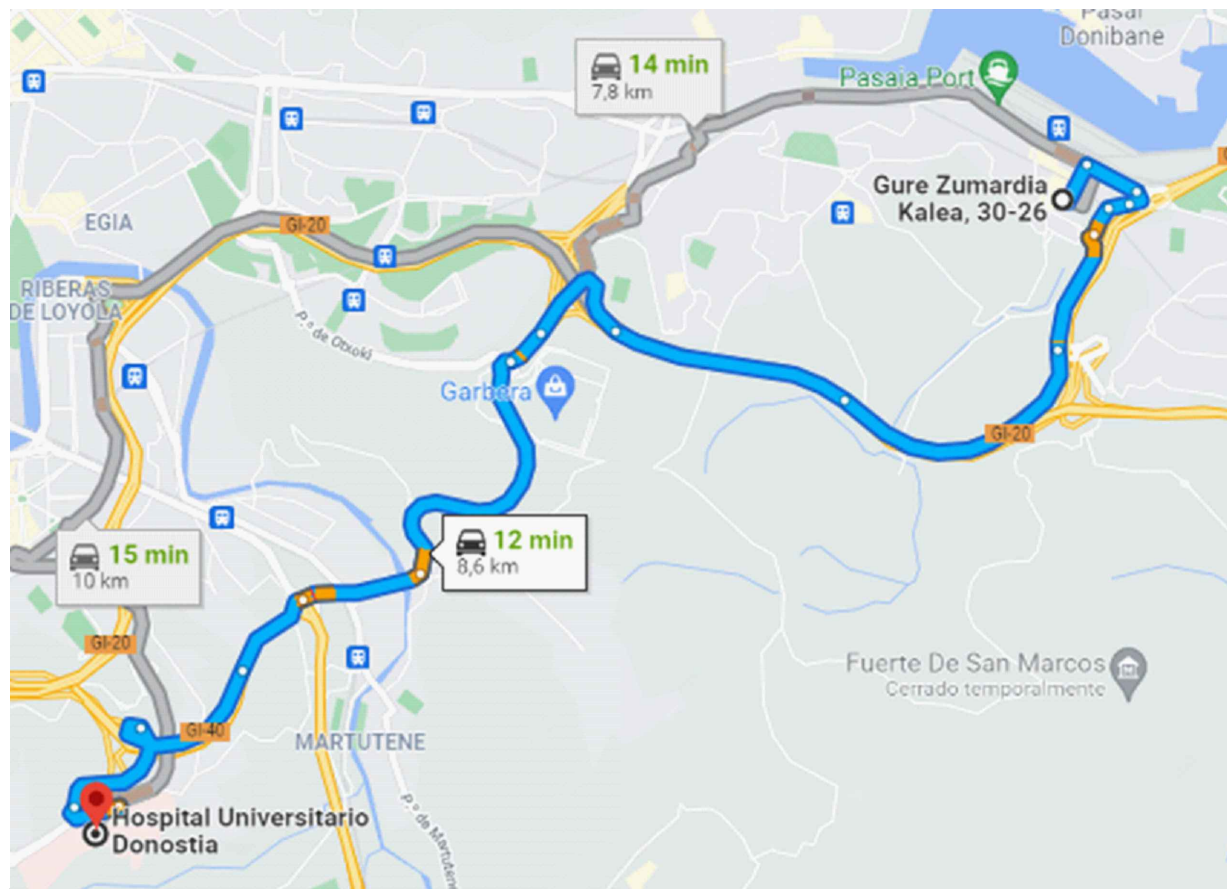 Pasai
Donibane
14 min
7,8 km
Pasaia Port
Gure Zumardia
Kalea, 30-26
EGIA
GI-20
RIBERAS
DE LOYOLA
P.º de Otxoki
Garbera
GI-20
15 min
10 km
12 min
8,6 km
GI-20
Fuerte De San Marcos
Cerrado temporalmente
GI-40
MARTUTENE
P.º de Martutene
Hospital Universitario
Donostia